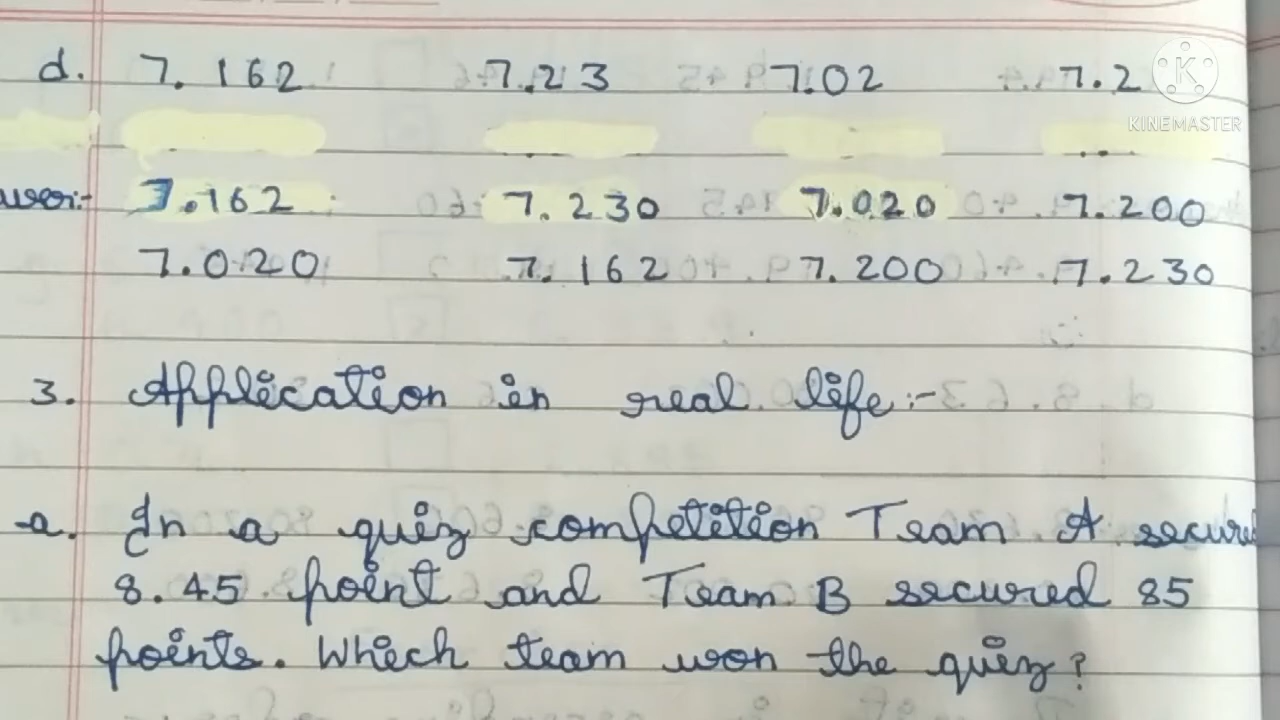 d. 7.162 7.23 7.02 7.2
KINEMASTER
wer:- 7.162 7.230 7.020 7.200
7.020 7.162 7.200 7.230
3. Application in real life:-
a. In a quiz competition Team A secured
8.45 point and Team B secured 85
points. Which team won the quiz?